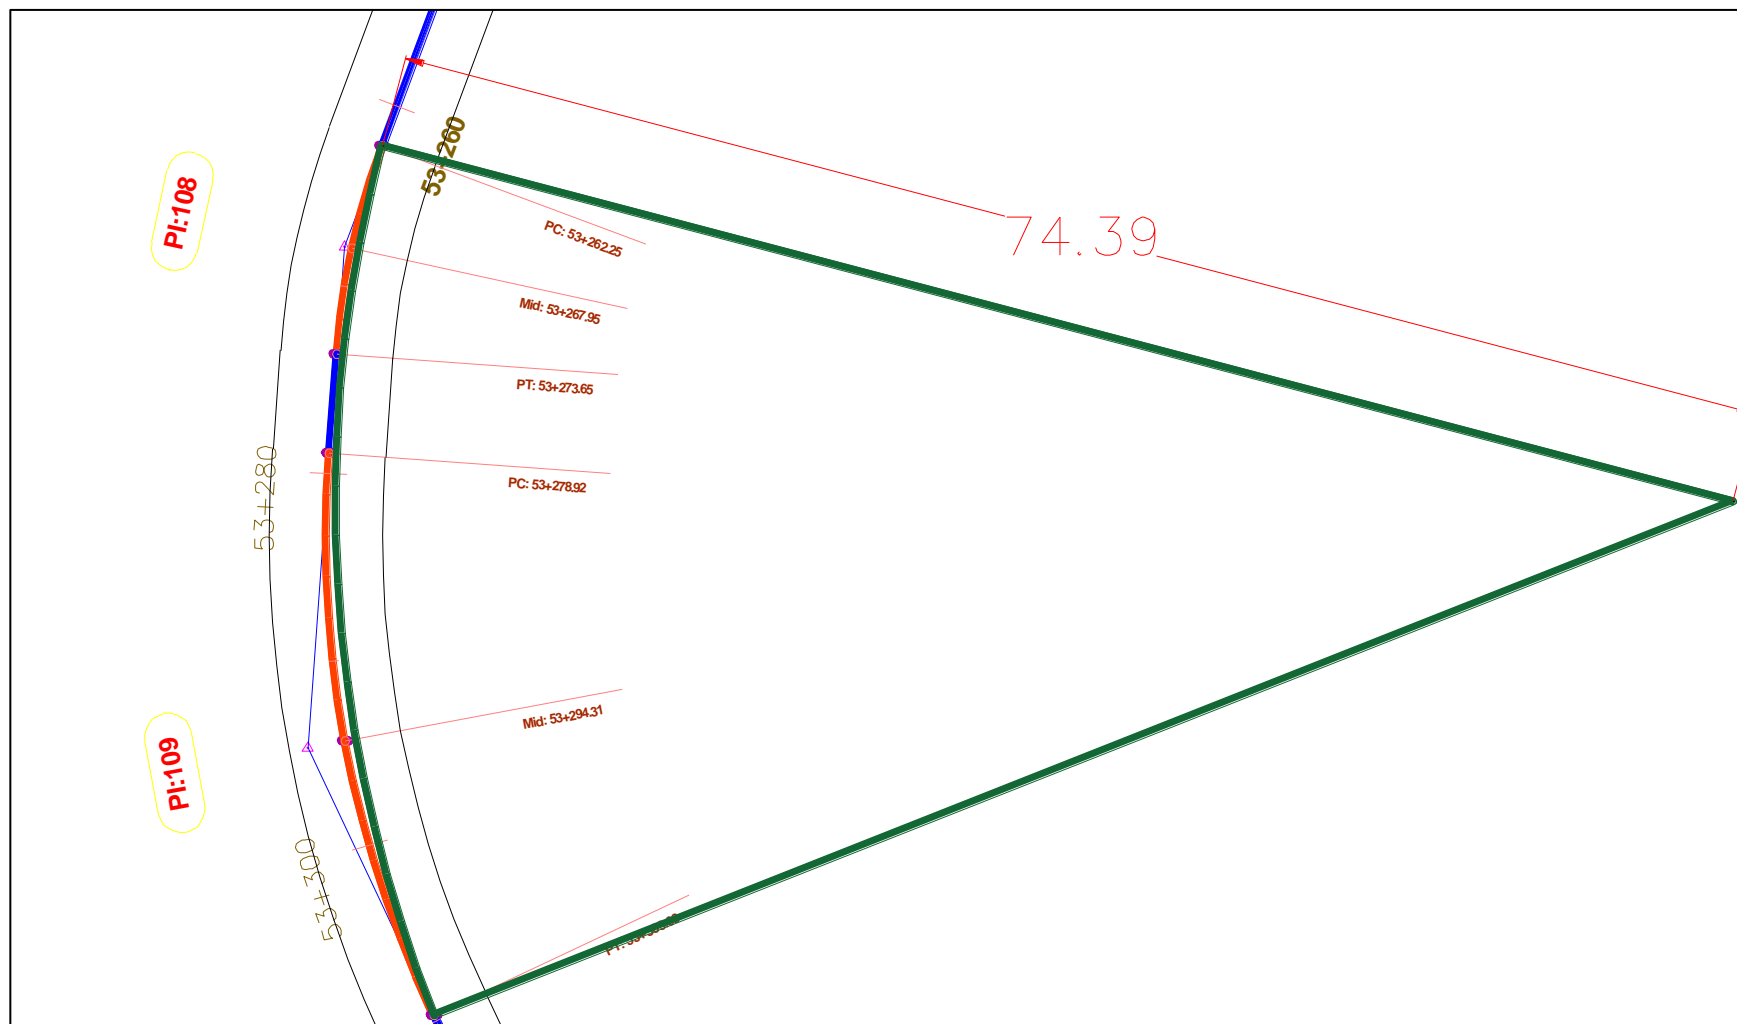 53+260
PI:108
74.39
PC: 53+262.25
Mid: 53+267.95
PT: 53+273.65
53+280
PC: 53+278.92
Mid: 53+294.31
PI:109
53+300
PT: